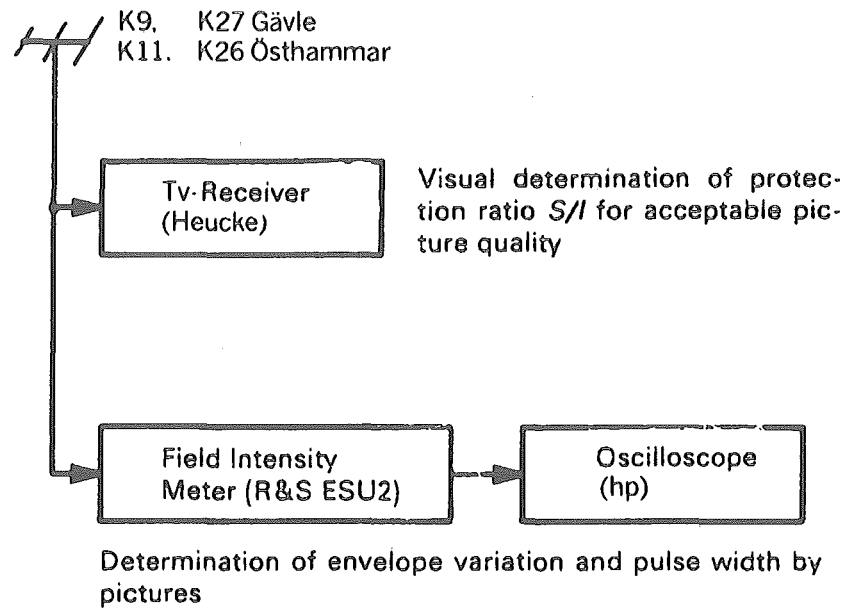 K9, K27 Gävle
K11. K26 Östhammar
Tv-Receiver
(Heucke)
Visual determination of protec-
tion ratio S/I for acceptable pic-
ture quality
Field Intensity
Meter (R&S ESU2)
Oscilloscope
(hp)
Determination of envelope variation and pulse width by
pictures